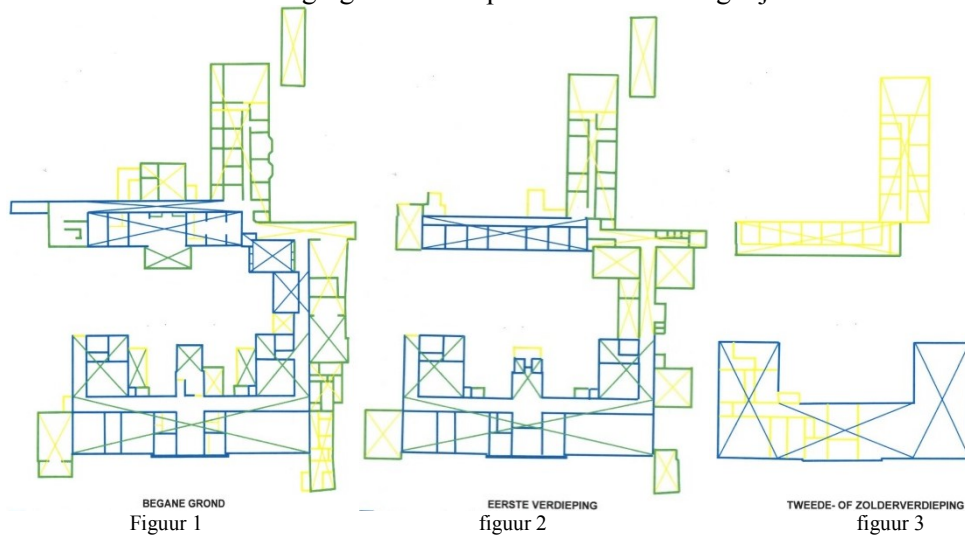 BEGANE GROND
EERSTE VERDIEPING
TWEEDE- OF ZOLDERVERDIEPING
Figuur 1
figuur 2
figuur 3